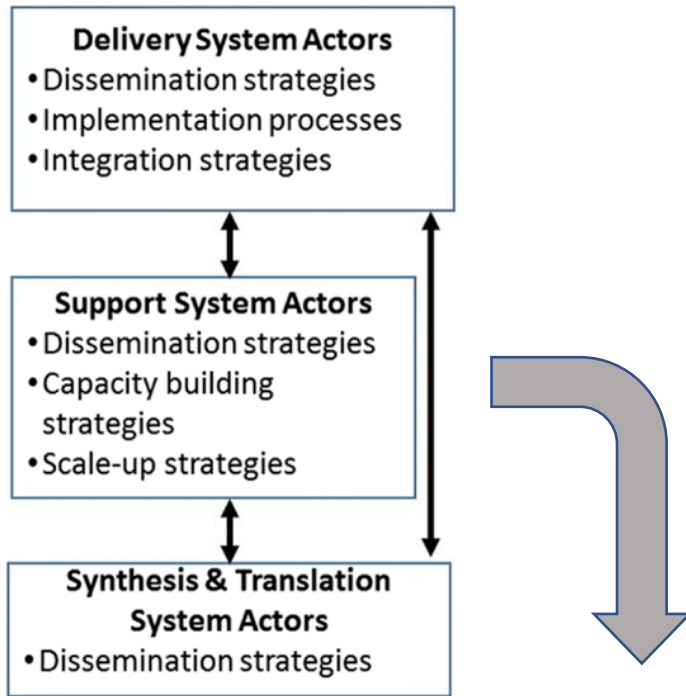 Delivery System Actors
• Dissemination strategies
• Implementation processes
• Integration strategies
Support System Actors
• Dissemination strategies
• Capacity building
strategies
• Scale-up strategies
Synthesis & Translation
System Actors
• Dissemination strategies